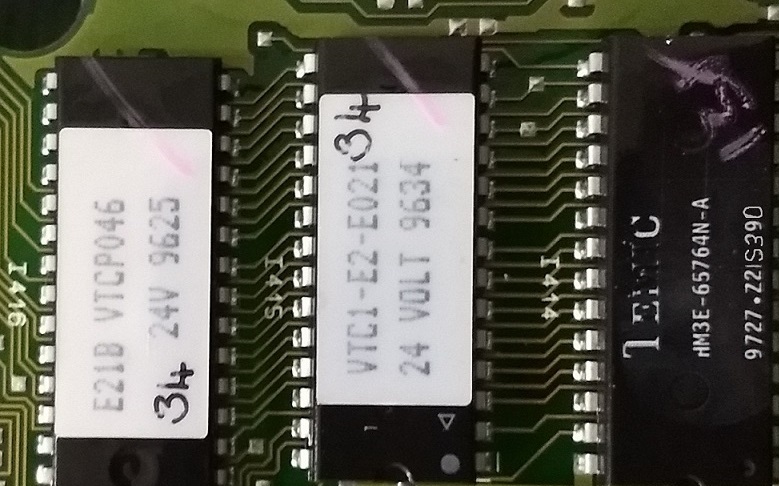 E21B VTCP046
24V 9625
34
I416
VTC1-E2-E021
24 VOLT 9634
34
I415
I414
TEMIC
HM3E-65764N-A
9727.Z2IS390